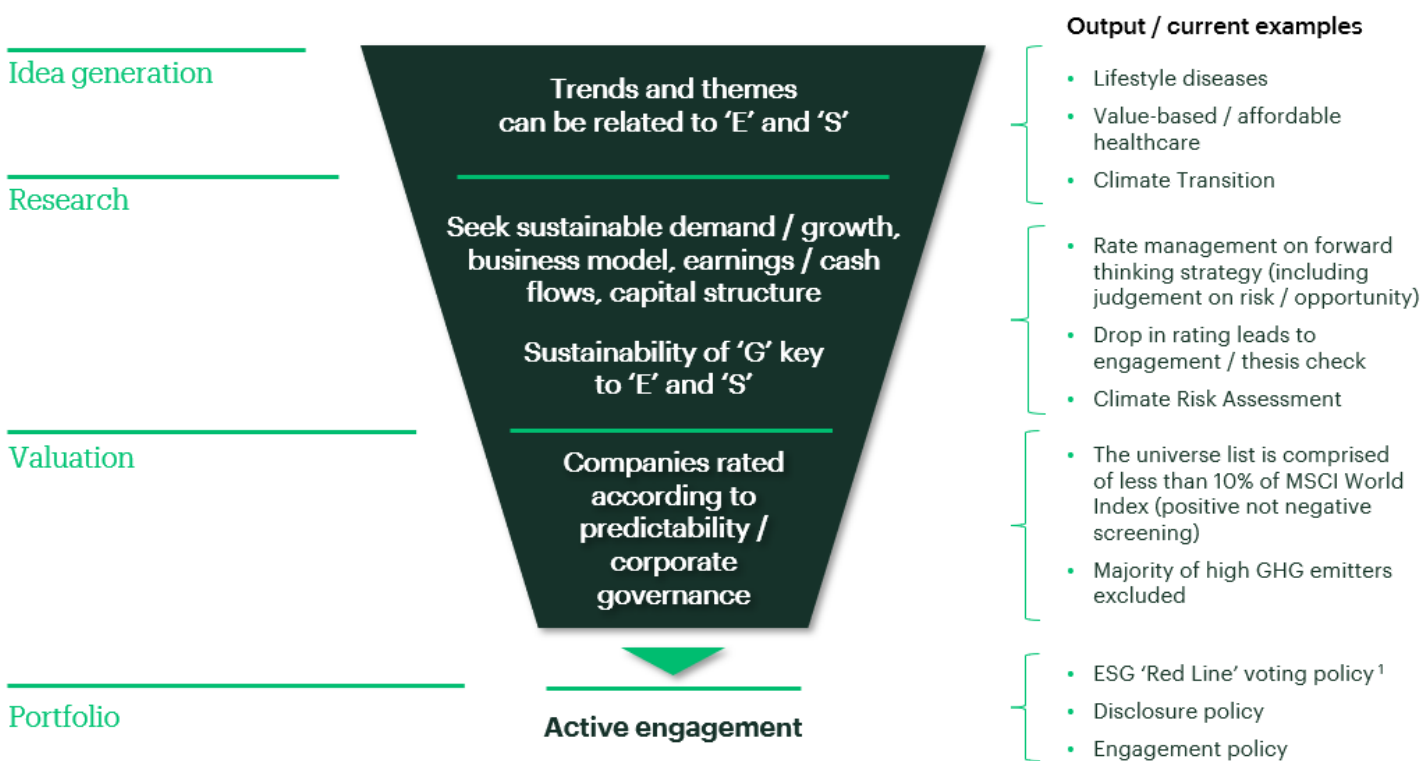 Output / current examples
Idea generation
Trends and themes
can be related to ‘E’ and ‘S’
• Lifestyle diseases
• Value-based / affordable
healthcare
• Climate Transition
Research
Seek sustainable demand / growth,
business model, earnings / cash
flows, capital structure
Sustainability of ‘G’ key
to ‘E’ and ‘S’
• Rate management on forward
thinking strategy (including
judgement on risk / opportunity)
• Drop in rating leads to
engagement / thesis check
• Climate Risk Assessment
Valuation
Companies rated
according to
predictability /
corporate
governance
• The universe list is comprised
of less than 10% of MSCI World
Index (positive not negative
screening)
• Majority of high GHG emitters
excluded
Portfolio
Active engagement
• ESG ‘Red Line’ voting policy ¹
• Disclosure policy
• Engagement policy